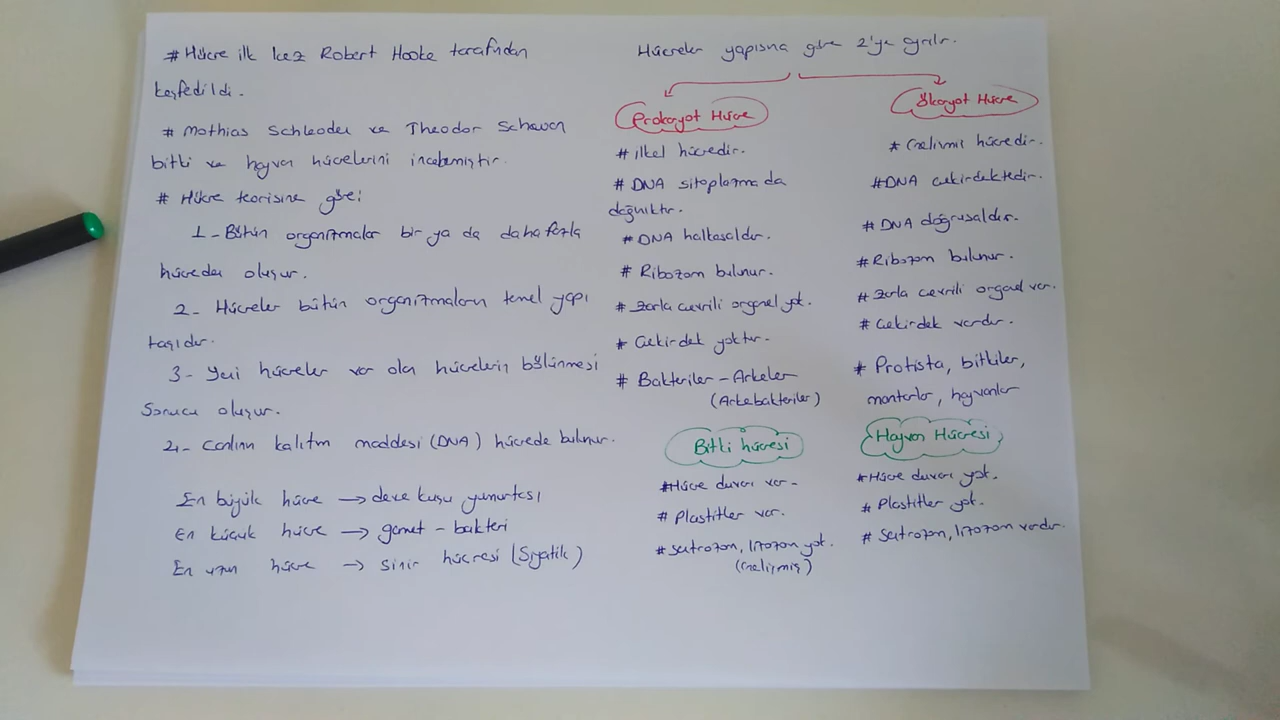 # Hücre ilk kez Robert Hooke tarafından
keşfedildi.
# Mathias Schleoden ve Theodor Schawan
bitki ve hayvan hücrelerini incelemiştir.
# Hücre teorisine göre;
1- Bütün organizmalar bir ya da daha fazla
hücreden oluşur.
2- Hücreler bütün organizmaların temel yapı
taşıdır.
3- Yeni hücreler var olan hücrelerin bölünmesi
Sonucu oluşur.
4- Canlının kalıtım maddesi (DNA) hücrede bulunur.
En büyük hücre → deve kuşu yumurtası
En küçük hücre → gamet - bakteri
En uzun hücre → sinir hücresi (Siyatik)
Hücreler yapısına göre 2'ye ayrılır.
Prokaryot Hücre
# ilkel hücredir.
# DNA sitoplazmada
dağınıktır.
# DNA halkasaldır.
# Ribozom bulunur.
# Zarla çevrili organel yok.
# Çekirdek yoktur.
# Bakteriler - Arkeler
(Arkebakteriler)
Ökaryot Hücre
* Gelişmiş hücredir.
# DNA çekirdektedir.
# DNA doğrusaldır.
# Ribozom bulunur.
# Zarla çevrili organel var.
# Çekirdek vardır.
# Protista, bitkiler,
mantarlar, hayvanlar
Bitki hücresi
# Hücre duvarı var.
# Plastitler var.
# Sentrozom, lizozom yok.
(Gelişmiş)
Hayvan Hücresi
# Hücre duvarı yok.
# Plastitler yok.
# Sentrozom, lizozom vardır.